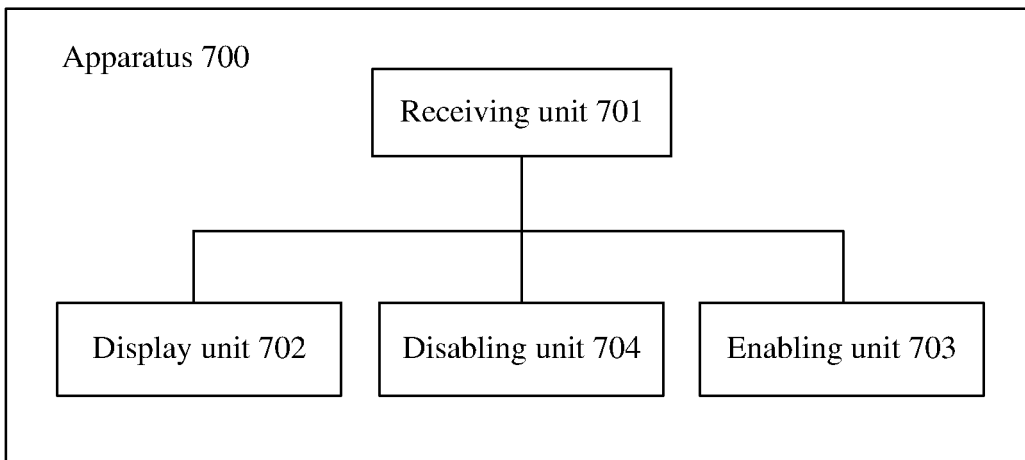 Apparatus 700
Receiving unit 701
Display unit 702
Disabling unit 704
Enabling unit 703